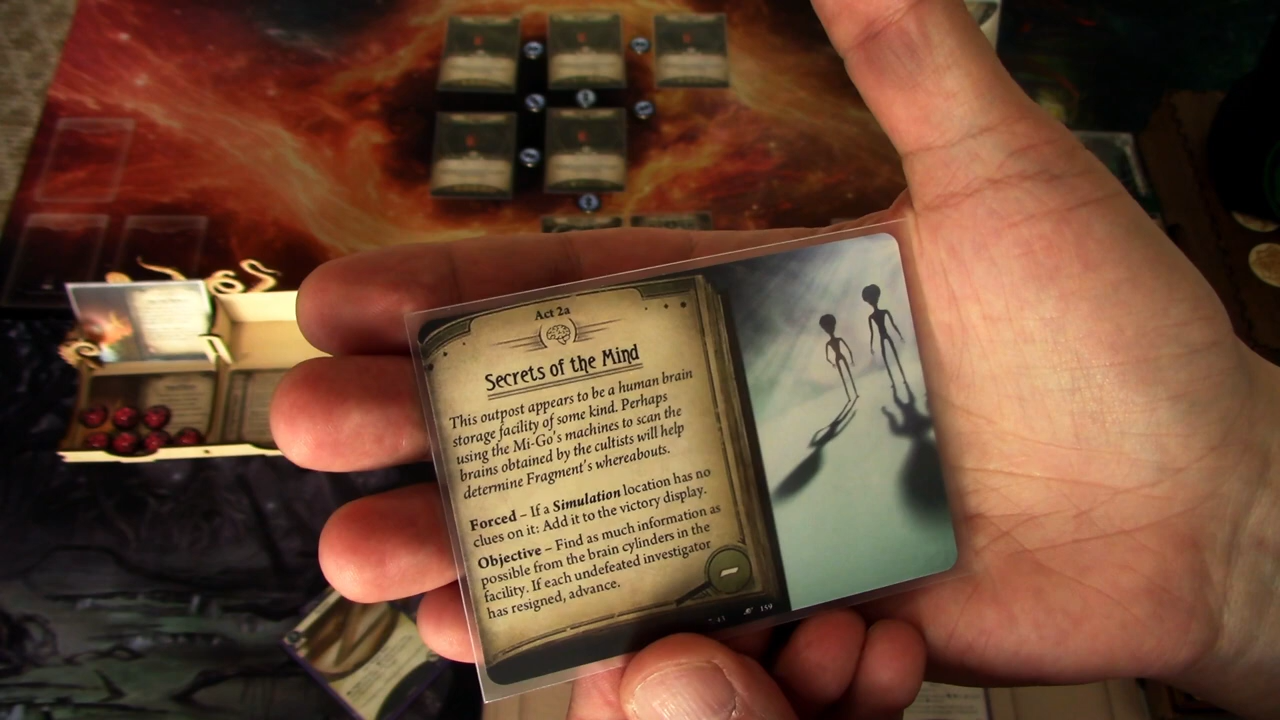 Act 2a
Secrets of the Mind
This outpost appears to be a human brain
storage facility of some kind. Perhaps
using the Mi-Go's machines to scan the
brains obtained by the cultists will help
determine Fragment's whereabouts.
Forced – If a Simulation location has no
clues on it: Add it to the victory display.
Objective – Find as much information as
possible from the brain cylinders in the
facility. If each undefeated investigator
has resigned, advance.
159